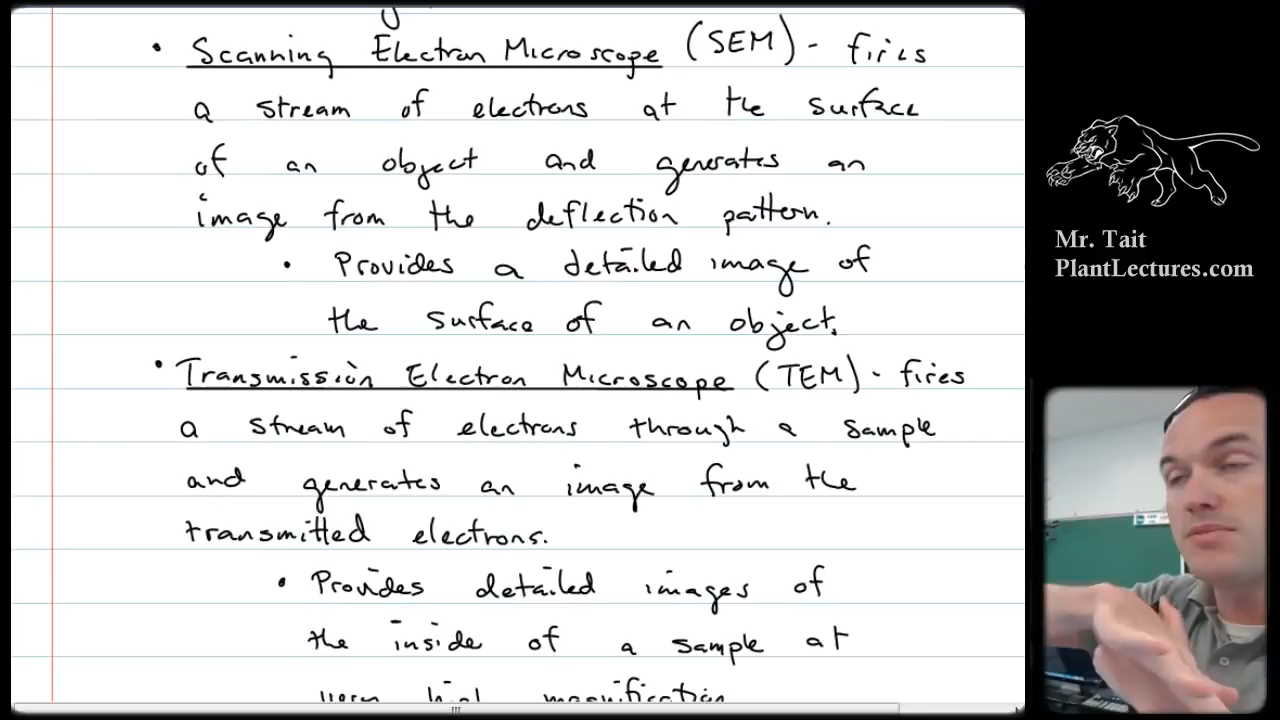 • Scanning Electron Microscope (SEM) - fires
a stream of electrons at the surface
of an object and generates an
image from the deflection pattern.
• Provides a detailed image of
the surface of an object.
• Transmission Electron Microscope (TEM) - fires
a stream of electrons through a sample
and generates an image from the
transmitted electrons.
• Provides detailed images of
the inside of a sample at
very high magnification
Mr. Tait
PlantLectures.com